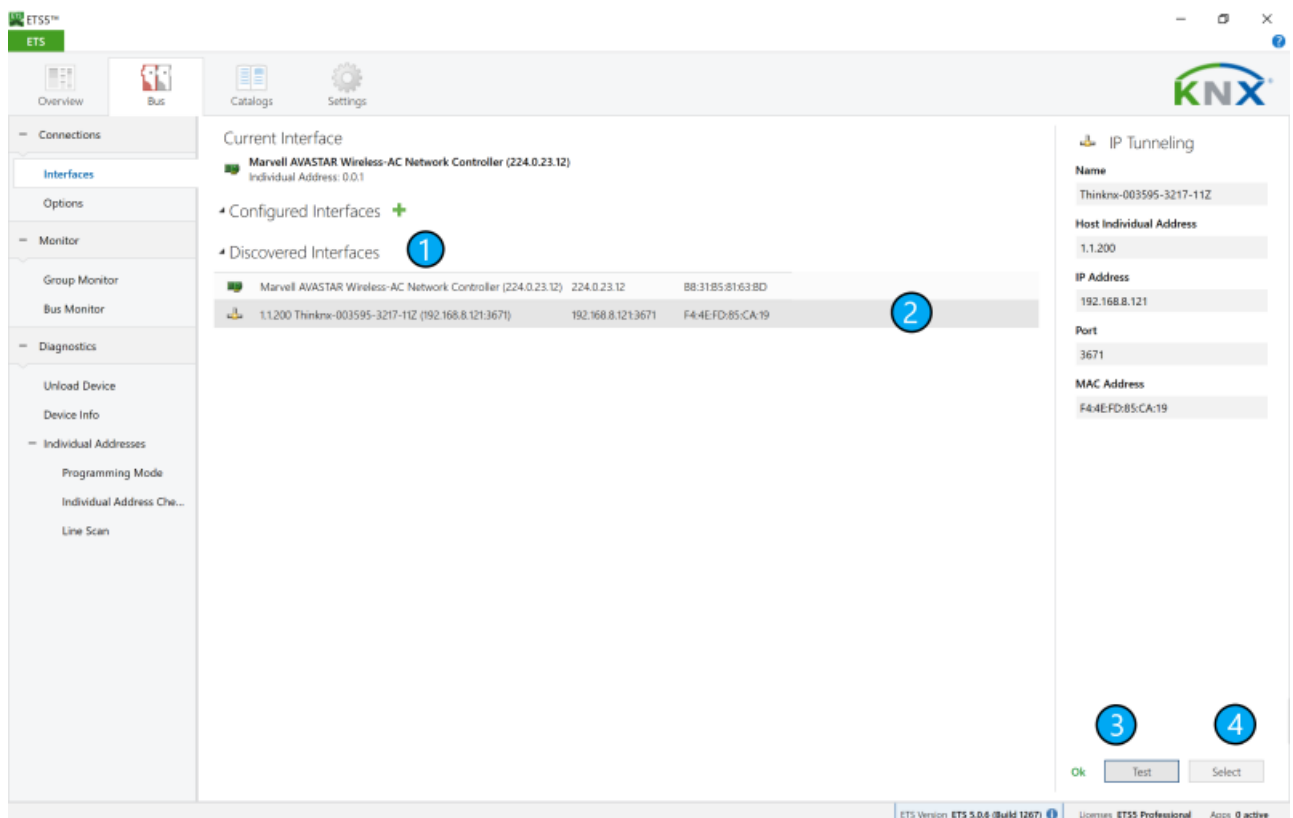 ETS5™
ETS
?
Overview
Bus
Catalogs
Settings
KNX
Connections
Interfaces
Options
Monitor
Group Monitor
Bus Monitor
Diagnostics
Unload Device
Device Info
Individual Addresses
Programming Mode
Individual Address Che...
Line Scan
Current Interface
Marvell AVASTAR Wireless-AC Network Controller (224.0.23.12)
Individual Address: 0.0.1
Configured Interfaces
Discovered Interfaces
1
Marvell AVASTAR Wireless-AC Network Controller (224.0.23.12) 224.0.23.12 B8:31:B5:81:63:BD
1.1.200 Thinknx-003595-3217-11Z (192.168.8.121:3671) 192.168.8.121:3671 F4:4E:FD:85:CA:19
2
IP Tunneling
Name
Thinknx-003595-3217-11Z
Host Individual Address
1.1.200
IP Address
192.168.8.121
Port
3671
MAC Address
F4:4E:FD:85:CA:19
3
4
Ok
Test
Select
ETS Version ETS 5.0.6 (Build 1267) Licenses ETS5 Professional Apps 0 active